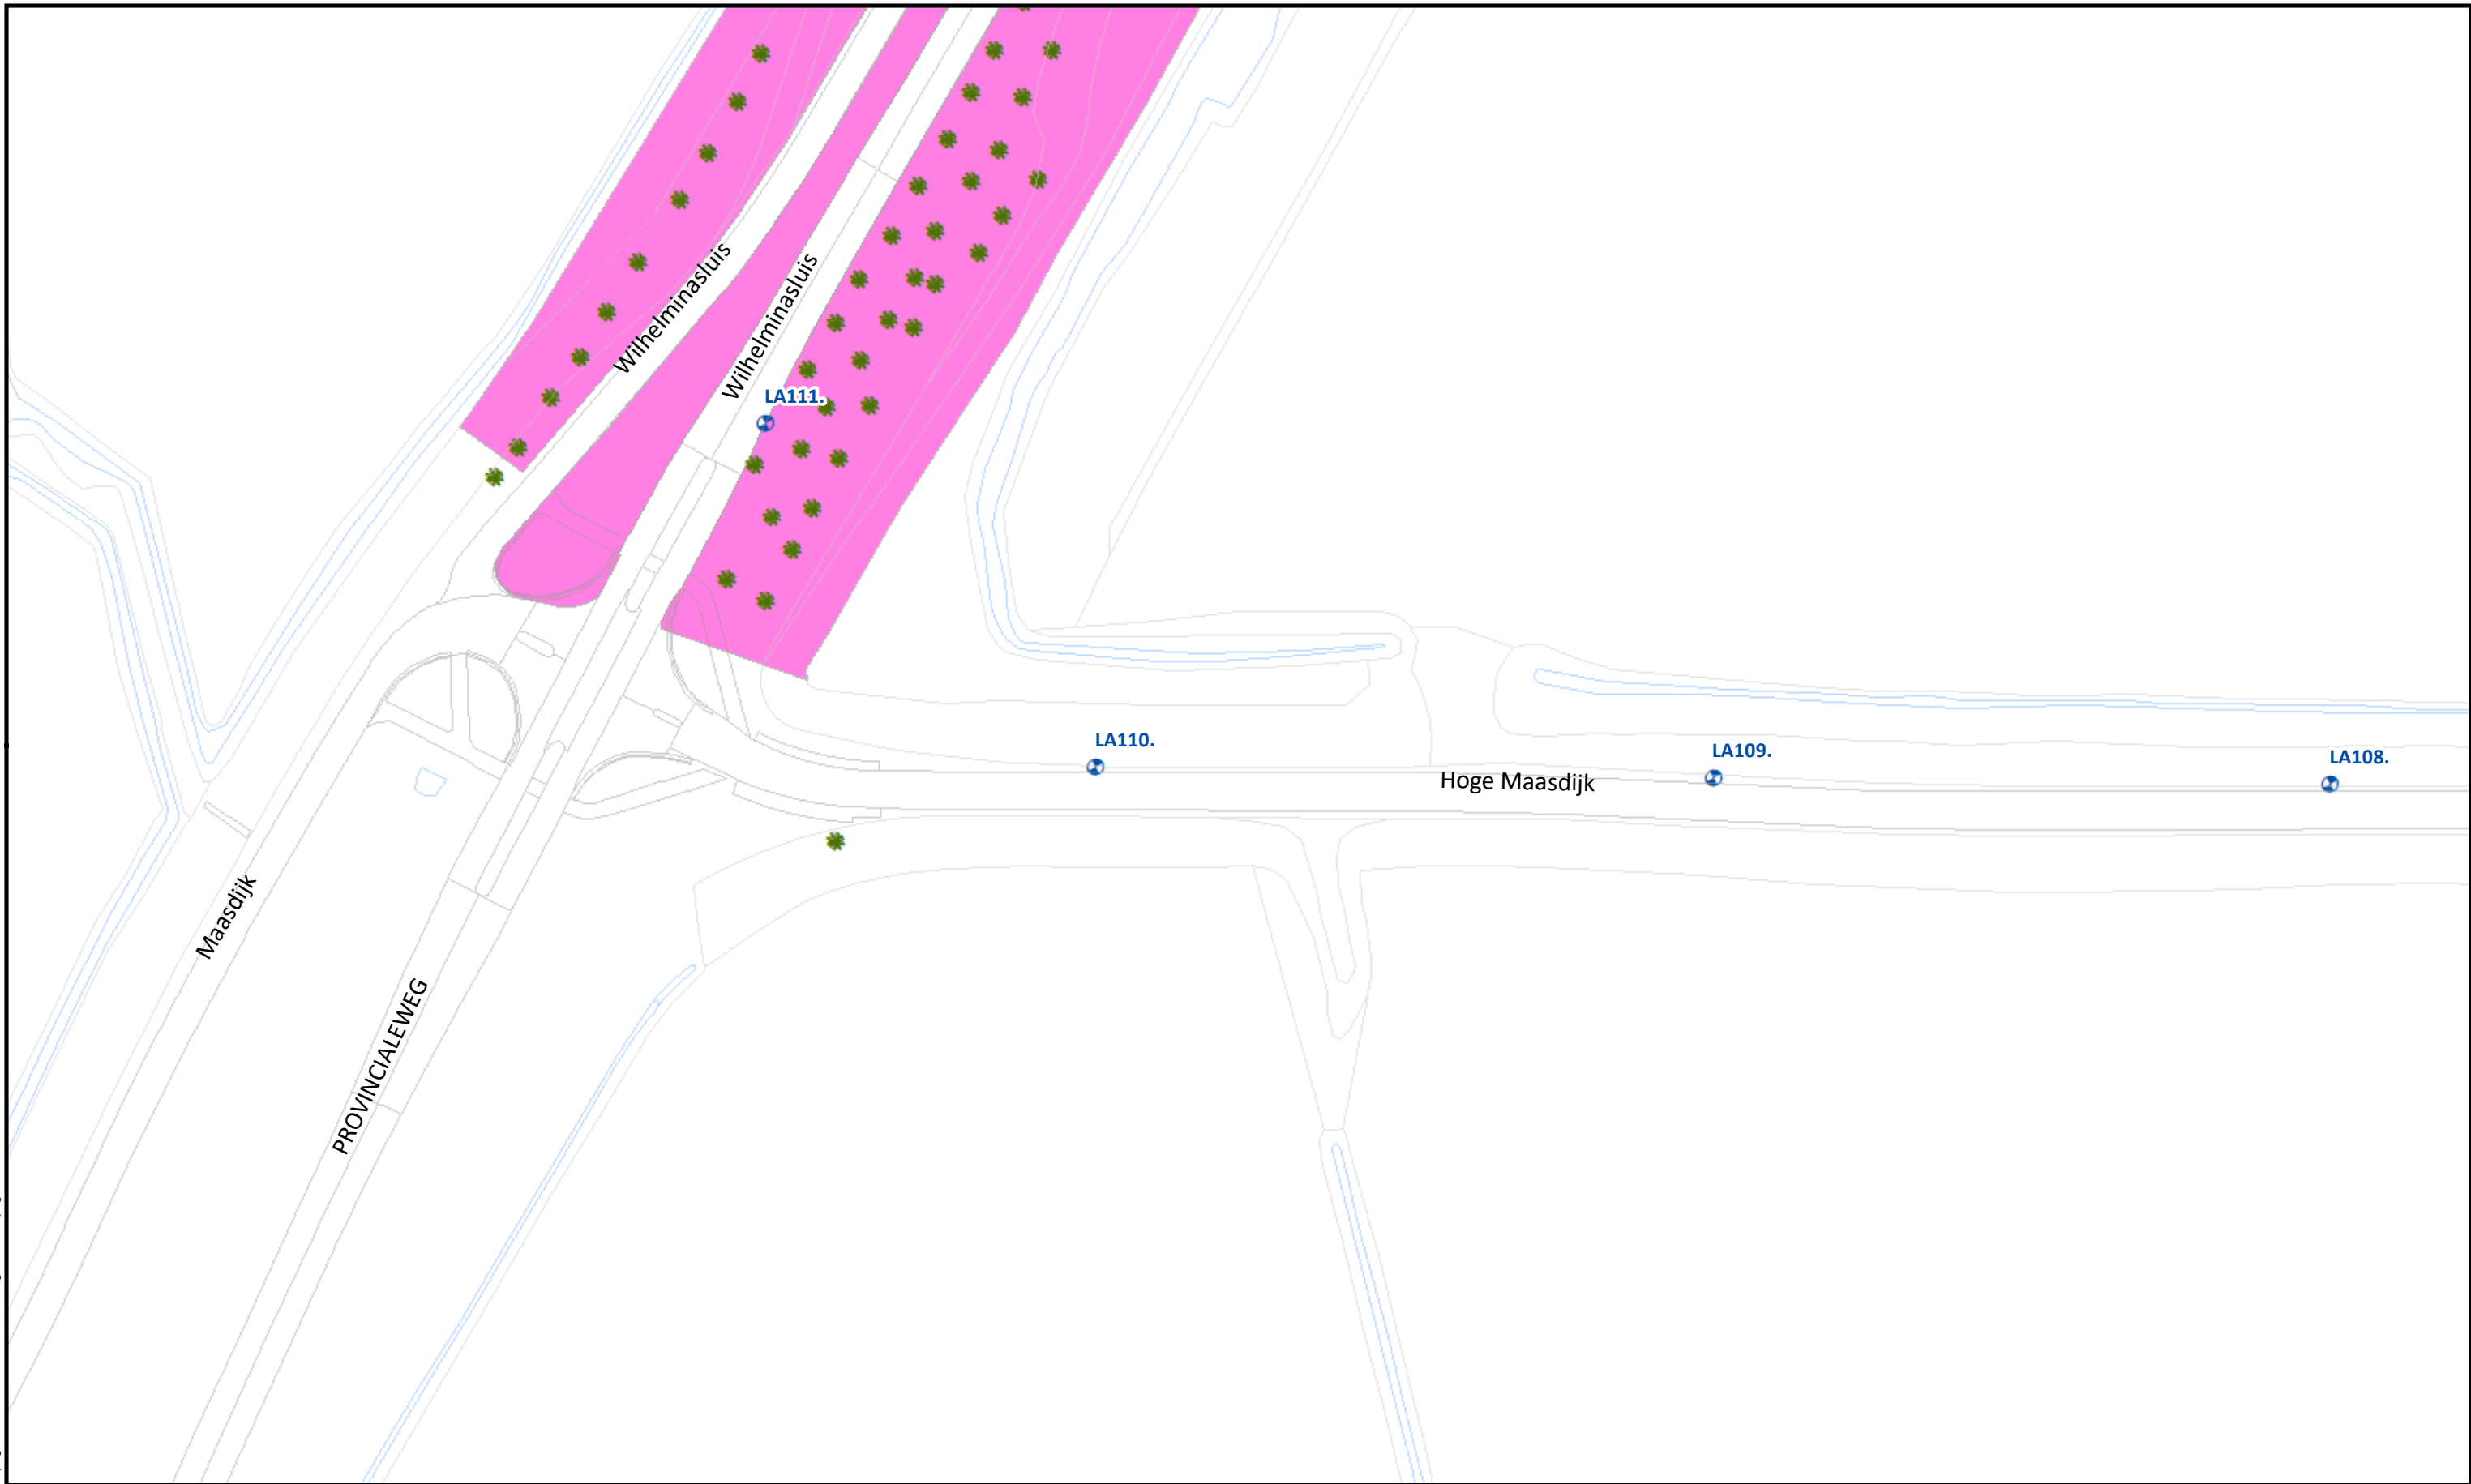 Wilhelminasluis
Wilhelminasluis
LA111.
LA110.
LA109.
LA108.
Hoge Maasdijk
Maasdijk
PROVINCIALEWEG